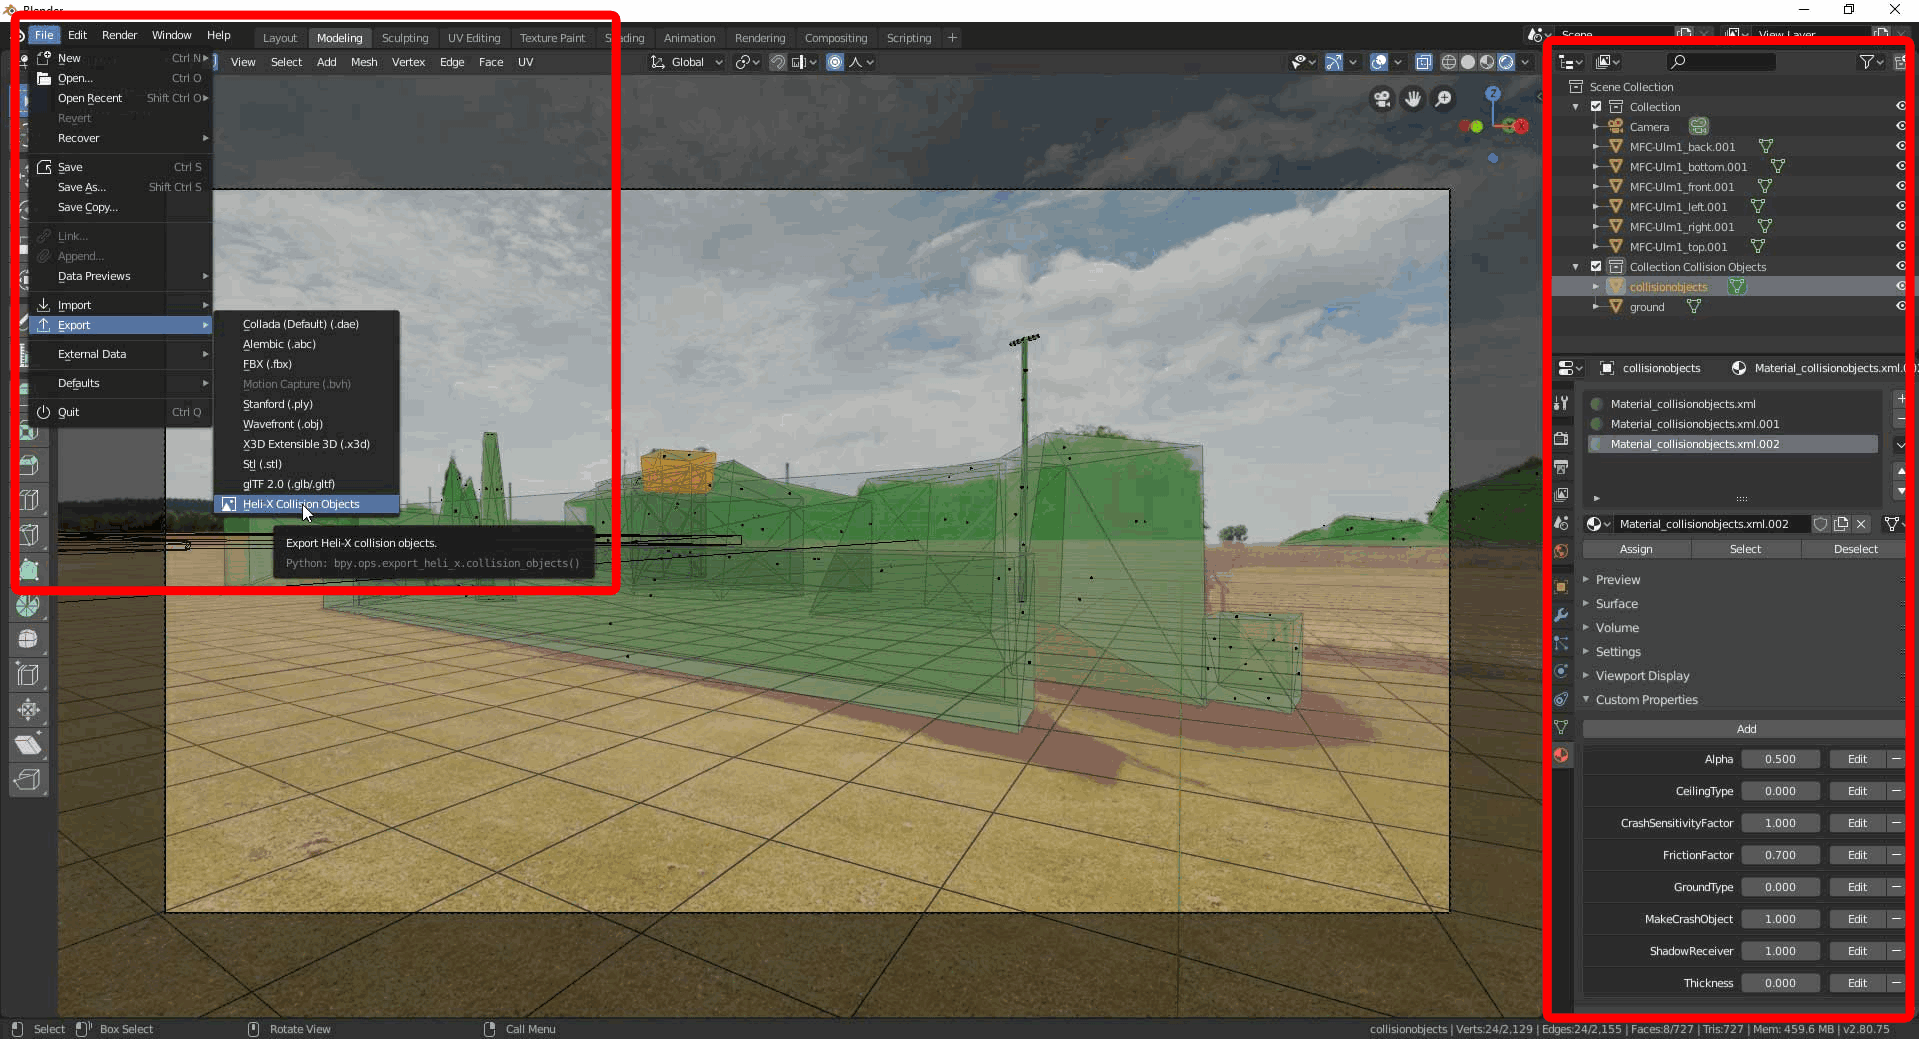 Blender
File Edit Render Window Help
Layout Modeling Sculpting UV Editing Texture Paint Shading Animation Rendering Compositing Scripting +
Scene
View Layer
View Select Add Mesh Vertex Edge Face UV
Global
New Ctrl N
Open... Ctrl O
Open Recent Shift Ctrl O
Revert
Recover
Save Ctrl S
Save As... Shift Ctrl S
Save Copy...
Link...
Append...
Data Previews
Import
Export
External Data
Defaults
Quit Ctrl Q
Collada (Default) (.dae)
Alembic (.abc)
FBX (.fbx)
Motion Capture (.bvh)
Stanford (.ply)
Wavefront (.obj)
X3D Extensible 3D (.x3d)
Stl (.stl)
glTF 2.0 (.glb/.gltf)
Heli-X Collision Objects
Export Heli-X collision objects.
Python: bpy.ops.export_heli_x.collision_objects()
Z
Scene Collection
Collection
Camera
MFC-Ulm1_back.001
MFC-Ulm1_bottom.001
MFC-Ulm1_front.001
MFC-Ulm1_left.001
MFC-Ulm1_right.001
MFC-Ulm1_top.001
Collection Collision Objects
collisionobjects
ground
collisionobjects Material_collisionobjects.xml.00
Material_collisionobjects.xml
Material_collisionobjects.xml.001
Material_collisionobjects.xml.002
Material_collisionobjects.xml.002
Assign Select Deselect
Preview
Surface
Volume
Settings
Viewport Display
Custom Properties
Add
Alpha 0.500 Edit
CeilingType 0.000 Edit
CrashSensitivityFactor 1.000 Edit
FrictionFactor 0.700 Edit
GroundType 0.000 Edit
MakeCrashObject 1.000 Edit
ShadowReceiver 1.000 Edit
Thickness 0.000 Edit
Select Box Select Rotate View Call Menu
collisionobjects | Verts:24/2,129 | Edges:24/2,155 | Faces:8/727 | Tris:727 | Mem: 459.6 MB | v2.80.75